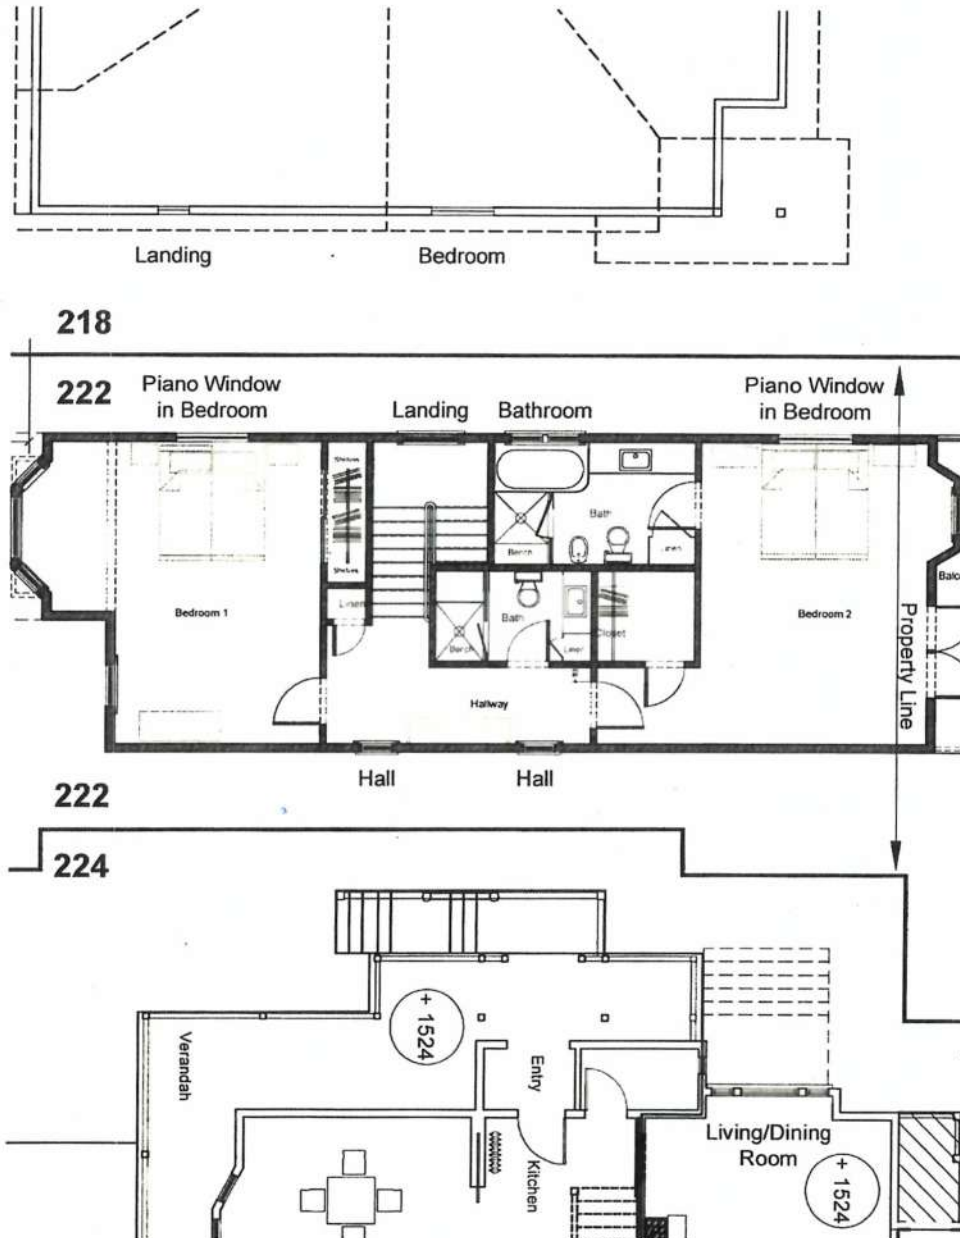 Landing
Bedroom
218
222
Piano Window
in Bedroom
Landing
Bathroom
Piano Window
in Bedroom
Shelves
Shelves
Bath
Bench
Linen
Linen
Bedroom 1
Bath
Bench
Linen
Closet
Bedroom 2
Balc
Property Line
Hallway
Hall
Hall
222
224
+ 1524
Verandah
Entry
Kitchen
Living/Dining
Room
+ 1524